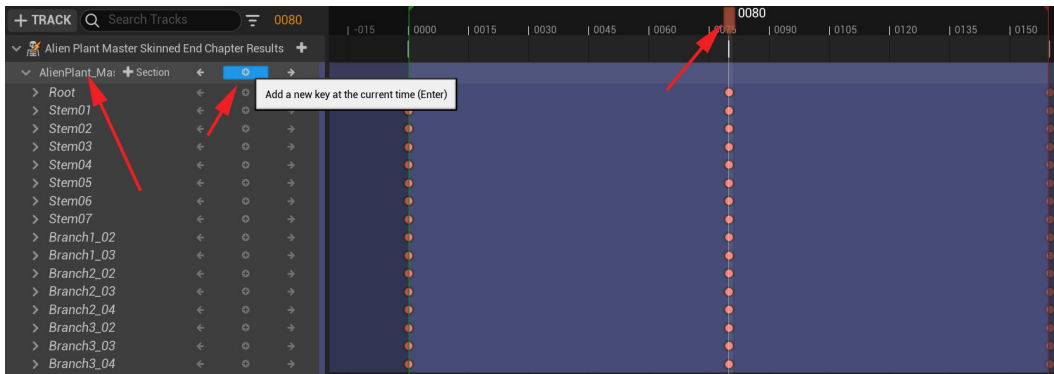 + TRACK Search Tracks 0080 0080
-015 0000 0015 0030 0045 0060 0075 0090 0105 0120 0135 0150
Alien Plant Master Skinned End Chapter Results +
AlienPlant_Ma: + Section
Add a new key at the current time (Enter)
Root
Stem01
Stem02
Stem03
Stem04
Stem05
Stem06
Stem07
Branch1_02
Branch1_03
Branch2_02
Branch2_03
Branch2_04
Branch3_02
Branch3_03
Branch3_04